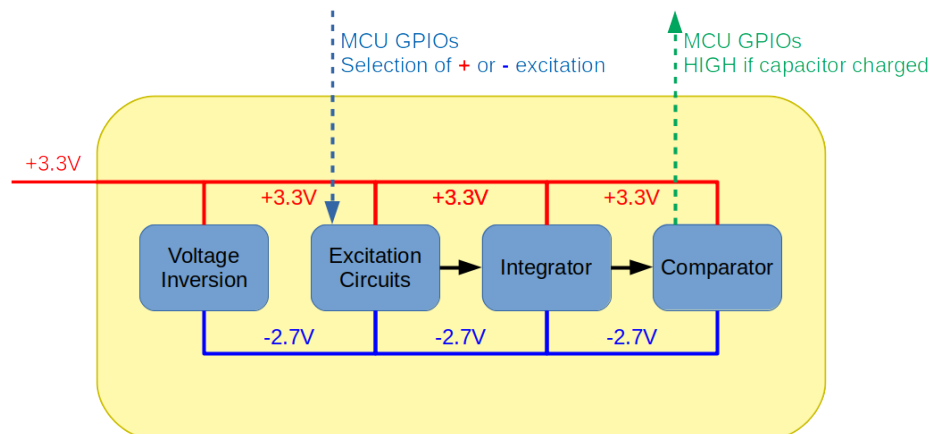 MCU GPIOs
Selection of + or - excitation
MCU GPIOs
HIGH if capacitor charged
+3.3V
+3.3V
+3.3V
+3.3V
Voltage
Inversion
Excitation
Circuits
Integrator
Comparator
-2.7V
-2.7V
-2.7V